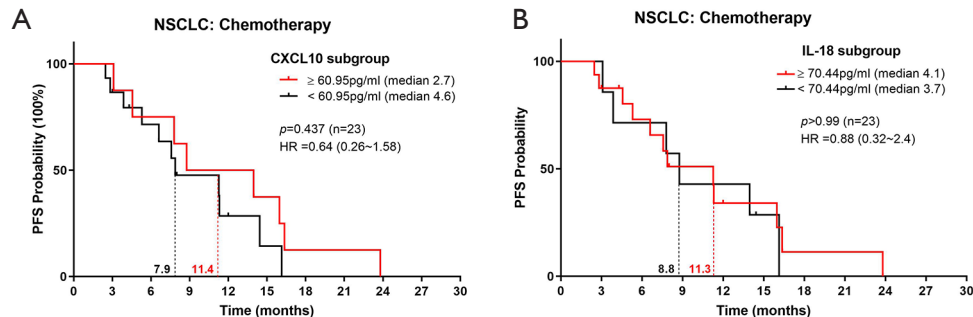 A
NSCLC: Chemotherapy
CXCL10 subgroup
≥ 60.95pg/ml (median 2.7)
< 60.95pg/ml (median 4.6)
p=0.437 (n=23)
HR =0.64 (0.26~1.58)
PFS Probability (100%)
100
50
0
7.9
11.4
0 3 6 9 12 15 18 21 24 27 30
Time (months)
B
NSCLC: Chemotherapy
IL-18 subgroup
≥ 70.44pg/ml (median 4.1)
< 70.44pg/ml (median 3.7)
p>0.99 (n=23)
HR =0.88 (0.32~2.4)
PFS Probability
100
50
0
8.8
11.3
0 3 6 9 12 15 18 21 24 27 30
Time (months)